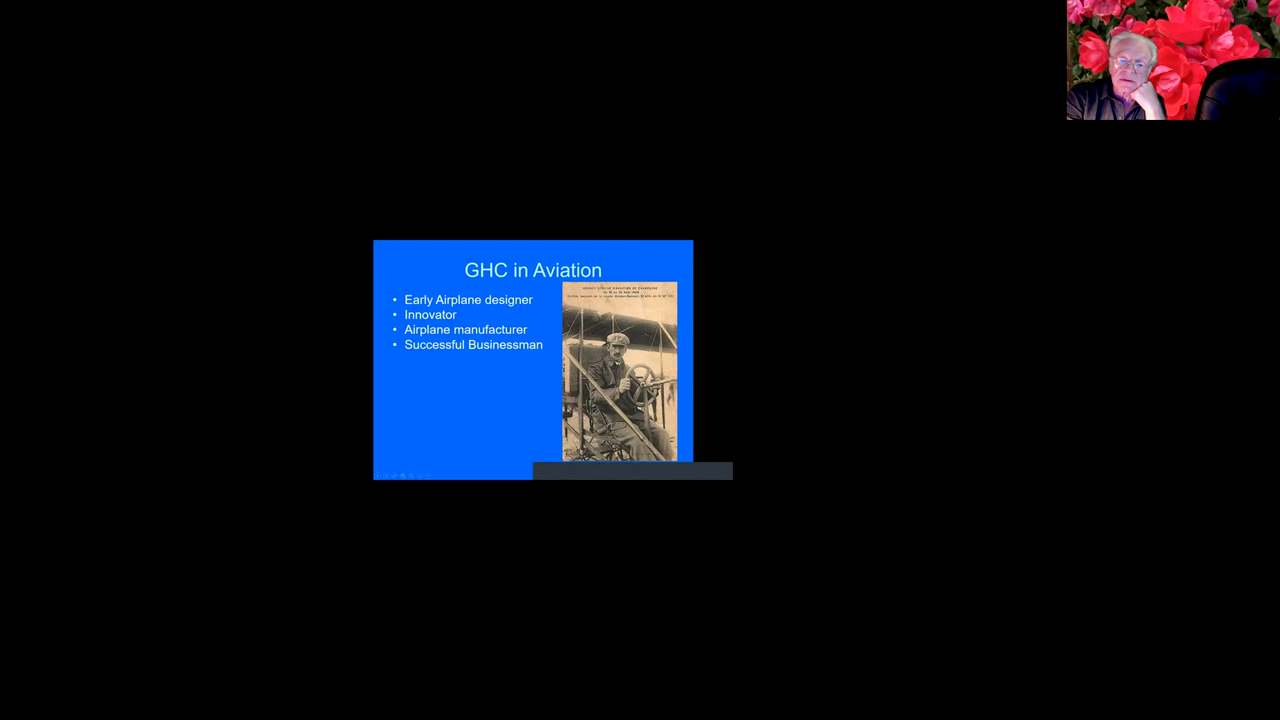 GHC in Aviation
• Early Airplane designer
• Innovator
• Airplane manufacturer
• Successful Businessman